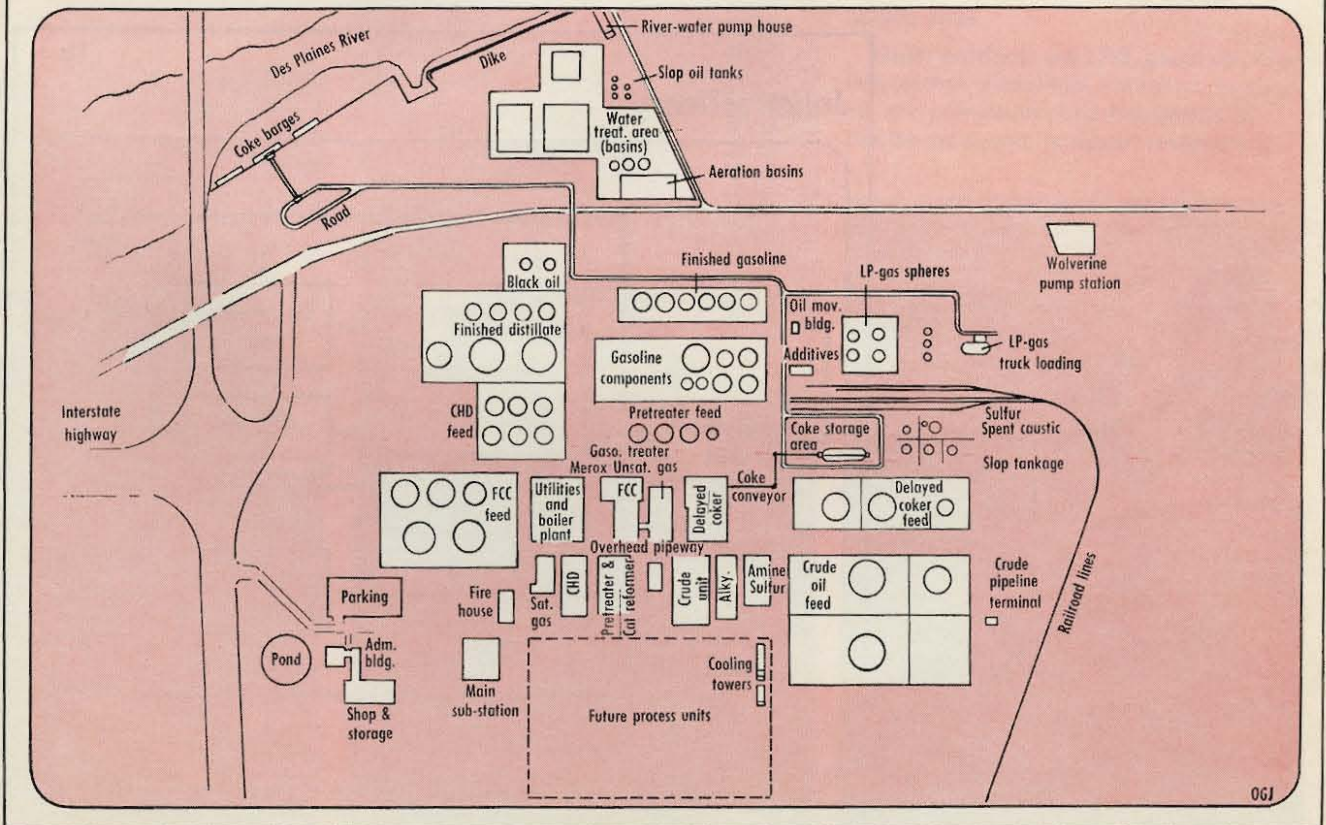 River-water pump house
Des Plaines River
Dike
Slop oil tanks
Coke barges
Water
treat. area
(basins)
Aeration basins
Road
Wolverine
pump station
Black oil
Finished gasoline
LP-gas spheres
Oil mov.
bldg.
Finished distillate
LP-gas
truck loading
Gasoline
components
Additives
Interstate
highway
CHD
feed
Pretreater feed
Coke storage
area
Sulfur
Spent caustic
Slop tankage
Gaso. treater
Merox Unsat. gas
FCC
feed
Utilities
and
boiler
plant
FCC
Delayed
coker
Coke
conveyor
Delayed
coker
feed
Overhead pipeway
Parking
Fire
house
Sat.
gas
CHD
Pretreater &
Cat reformer
Crude
unit
Alky.
Amine
Sulfur
Crude
oil
feed
Crude
pipeline
terminal
Railroad lines
Pond
Adm.
bldg.
Shop &
storage
Main
sub-station
Cooling
towers
Future process units
OGJ